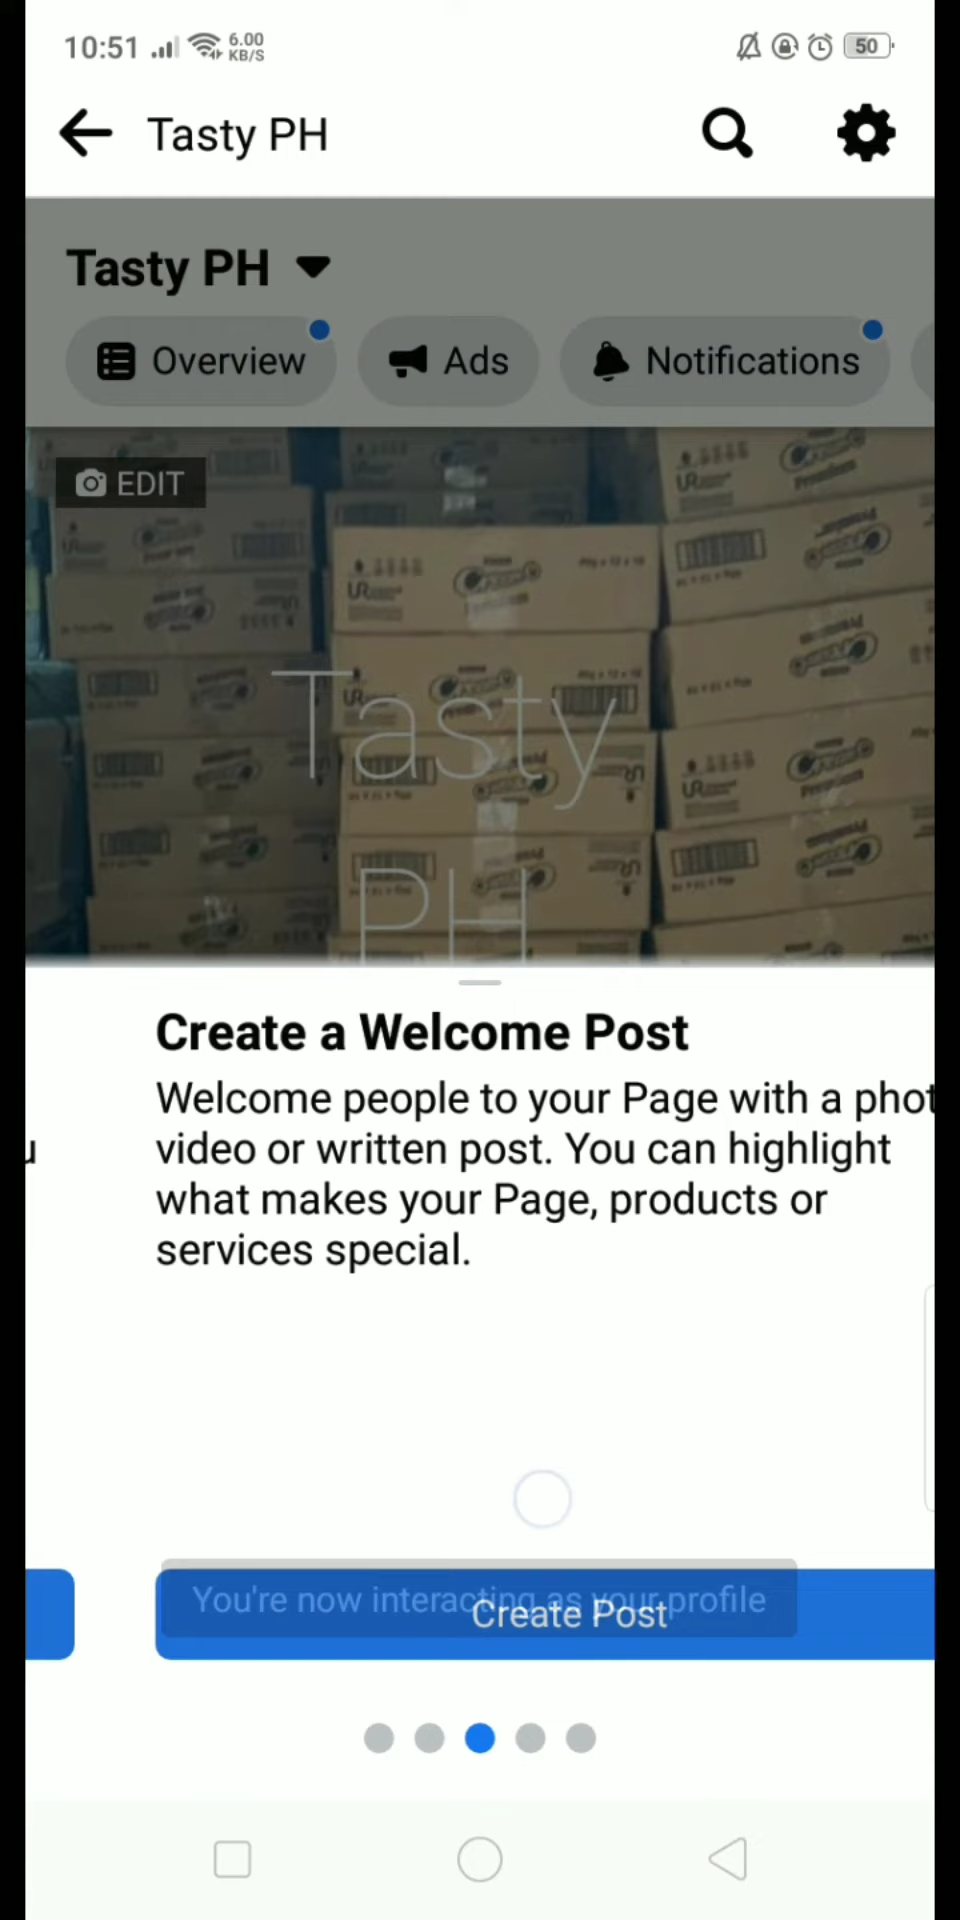 10:51 6.00 KB/S 50
Tasty PH
Tasty PH
Overview Ads Notifications
EDIT
Tasty
PH
Create a Welcome Post
Welcome people to your Page with a phot
u video or written post. You can highlight
what makes your Page, products or
services special.
You're now interacting as your profile
Create Post